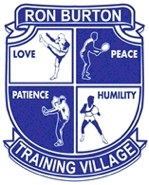 RON BURTON
LOVE PEACE
PATIENCE HUMILITY
TRAINING VILLAGE